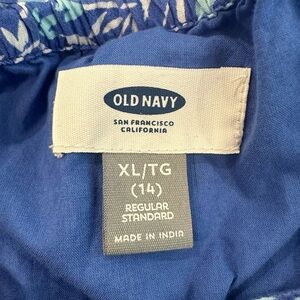 OLD NAVY
SAN FRANCISCO
CALIFORNIA
XL/TG
(14)
REGULAR
STANDARD
MADE IN INDIA